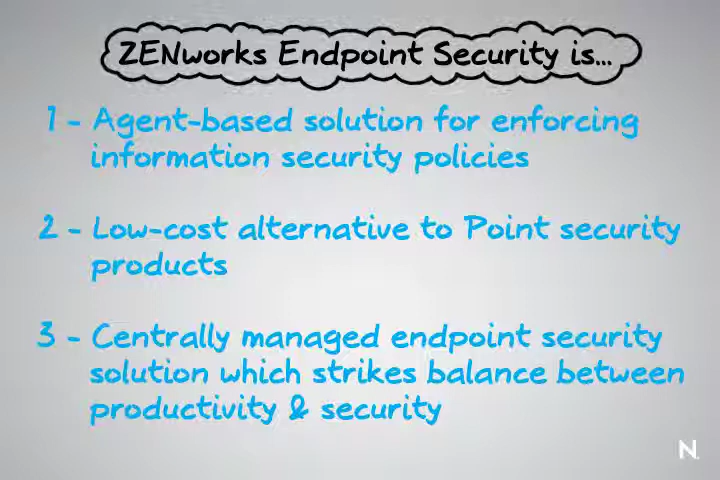 ZENworks Endpoint Security is...
1 - Agent-based solution for enforcing
information security policies
2 - Low-cost alternative to Point security
products
3 - Centrally managed endpoint security
solution which strikes balance between
productivity & security
N